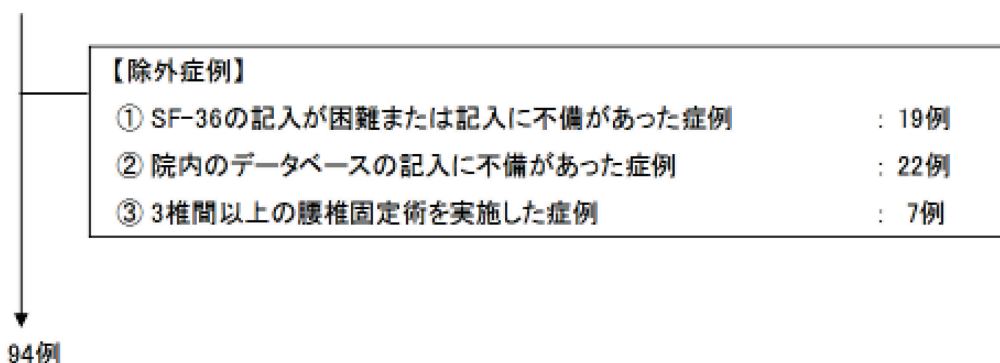 【除外症例】
① SF-36の記入が困難または記入に不備があった症例 : 19例
② 院内のデータベースの記入に不備があった症例 : 22例
③ 3椎間以上の腰椎固定術を実施した症例 : 7例
94例